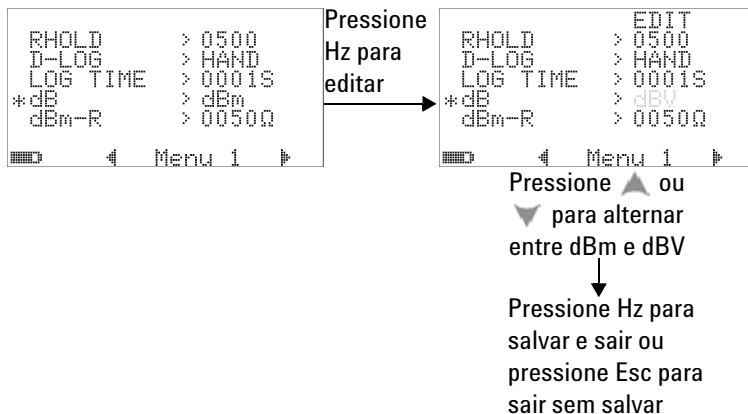 RHOLD > 0500
D-LOG > HAND
LOG TIME > 0001S
*dB > dBm
dBm-R > 0050Ω
Menu 1
Pressione
Hz para
editar
EDIT
RHOLD > 0500
D-LOG > HAND
LOG TIME > 0001S
*dB > dBV
dBm-R > 0050Ω
Menu 1
Pressione ▲ ou
▼ para alternar
entre dBm e dBV
Pressione Hz para
salvar e sair ou
pressione Esc para
sair sem salvar